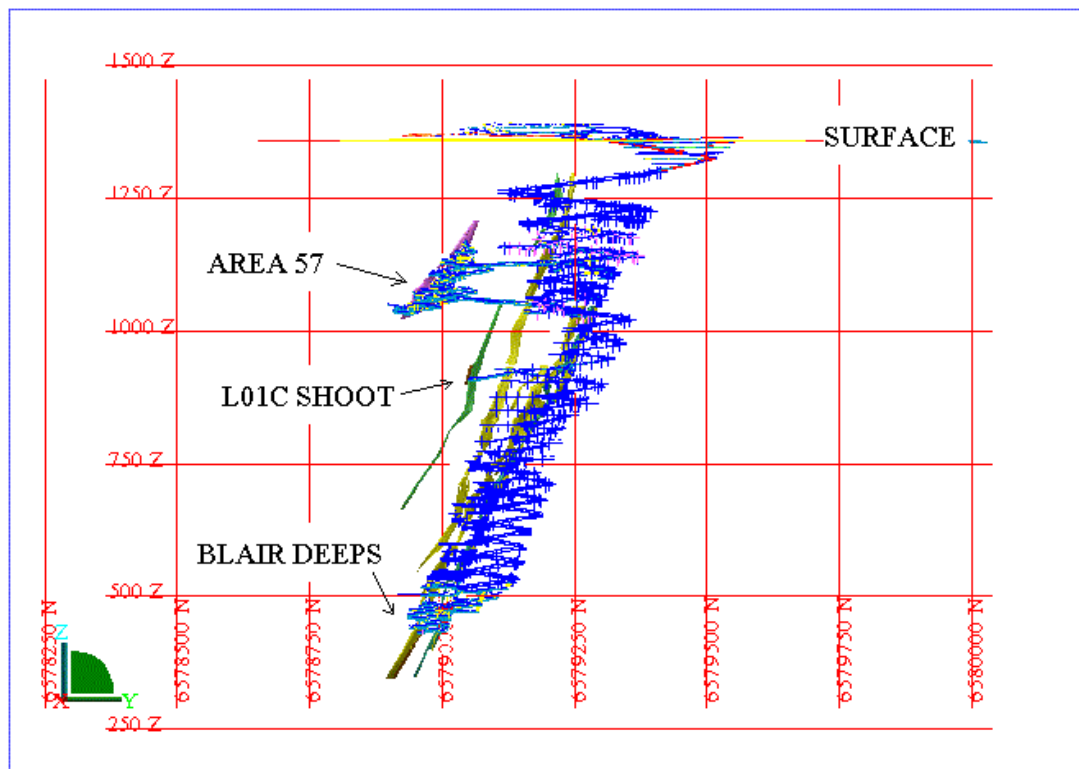 1500 Z
SURFACE
1250 Z
AREA 57
1000 Z
L01C SHOOT
750 Z
BLAIR DEEPS
500 Z
6578250 N
6578500 N
6578750 N
6579000 N
6579250 N
6579500 N
6579750 N
6580000 N
Z
X
Y
250 Z